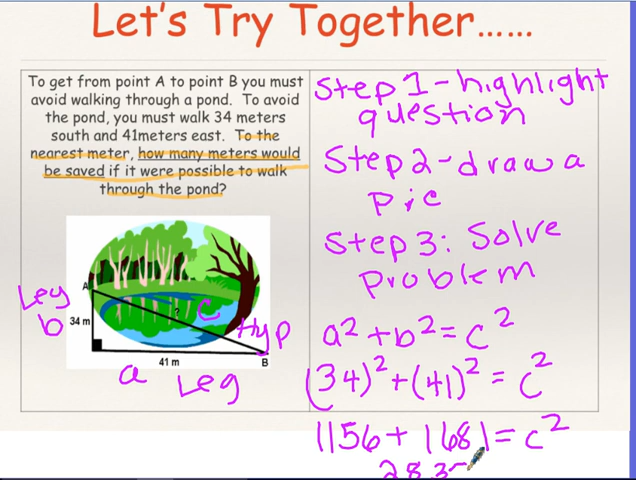 Let's Try Together......
To get from point A to point B you must
avoid walking through a pond. To avoid
the pond, you must walk 34 meters
south and 41meters east. To the
nearest meter, how many meters would
be saved if it were possible to walk
through the pond?
A
Leg
b
34 m
?
C
Hyp
41 m
B
a Leg
Step 1-highlight
question
Step 2-draw a
pic
Step 3: Solve
problem
a²+b²=c²
(34)²+(41)²=c²
1156+1681=c²
283